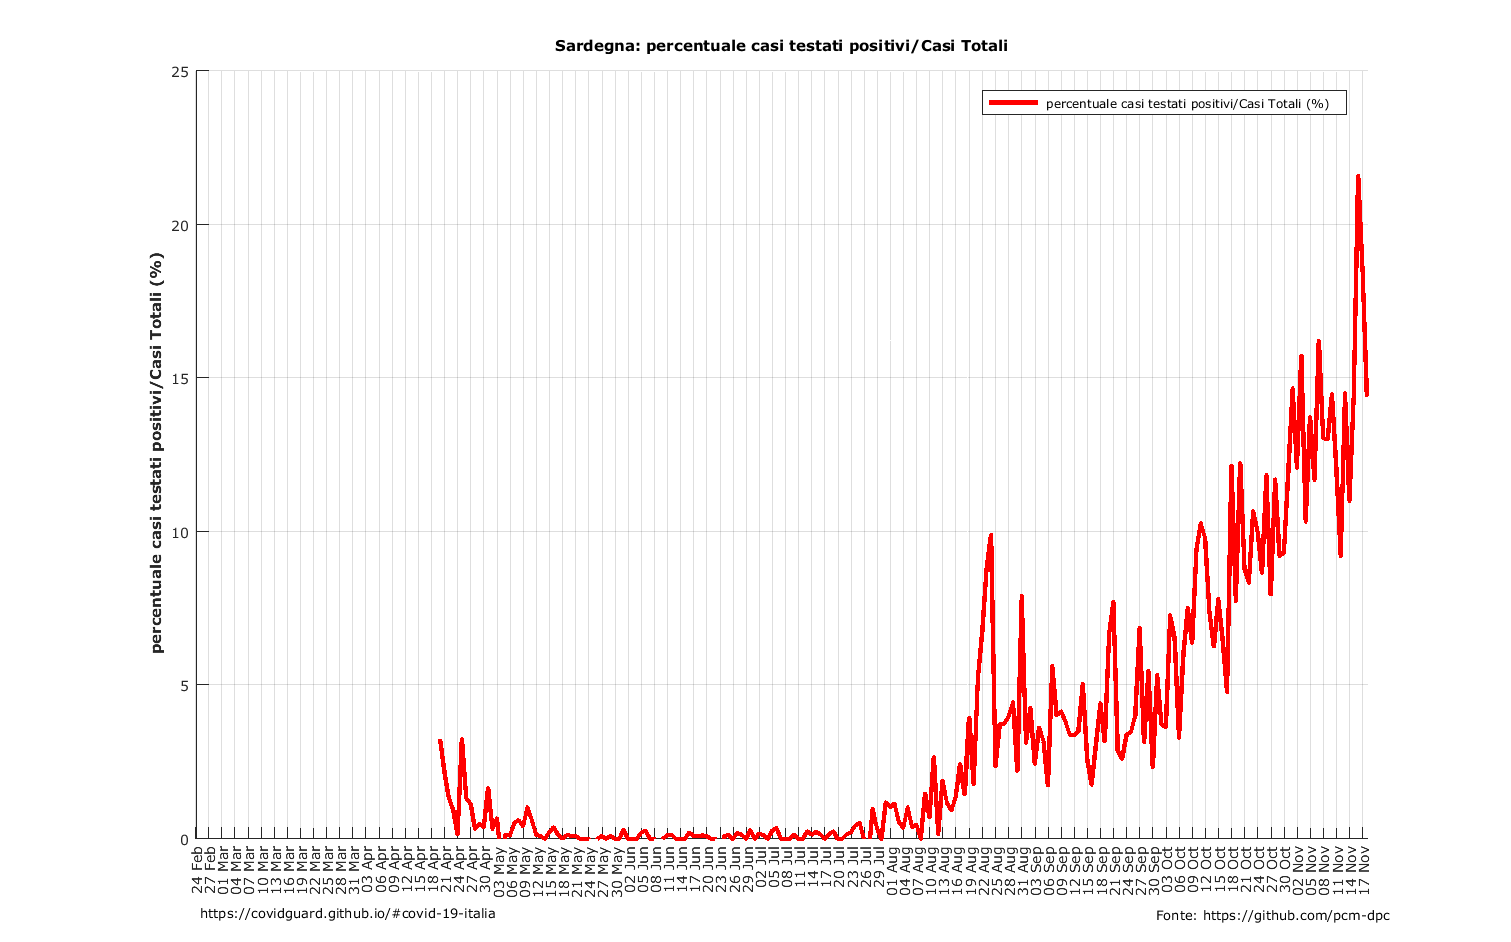 Sardegna: percentuale casi testati positivi/Casi Totali
percentuale casi testati positivi/Casi Totali (%)
percentuale casi testati positivi/Casi Totali (%)
25
20
15
10
5
0
24 Feb
27 Feb
01 Mar
04 Mar
07 Mar
10 Mar
13 Mar
16 Mar
19 Mar
22 Mar
25 Mar
28 Mar
31 Mar
03 Apr
06 Apr
09 Apr
12 Apr
15 Apr
18 Apr
21 Apr
24 Apr
27 Apr
30 Apr
03 May
06 May
09 May
12 May
15 May
18 May
21 May
24 May
27 May
30 May
02 Jun
05 Jun
08 Jun
11 Jun
14 Jun
17 Jun
20 Jun
23 Jun
26 Jun
29 Jun
02 Jul
05 Jul
08 Jul
11 Jul
14 Jul
17 Jul
20 Jul
23 Jul
26 Jul
29 Jul
01 Aug
04 Aug
07 Aug
10 Aug
13 Aug
16 Aug
19 Aug
22 Aug
25 Aug
28 Aug
31 Aug
03 Sep
06 Sep
09 Sep
12 Sep
15 Sep
18 Sep
21 Sep
24 Sep
27 Sep
30 Sep
03 Oct
06 Oct
09 Oct
12 Oct
15 Oct
18 Oct
21 Oct
24 Oct
27 Oct
30 Oct
02 Nov
05 Nov
08 Nov
11 Nov
14 Nov
17 Nov
https://covidguard.github.io/#covid-19-italia
Fonte: https://github.com/pcm-dpc